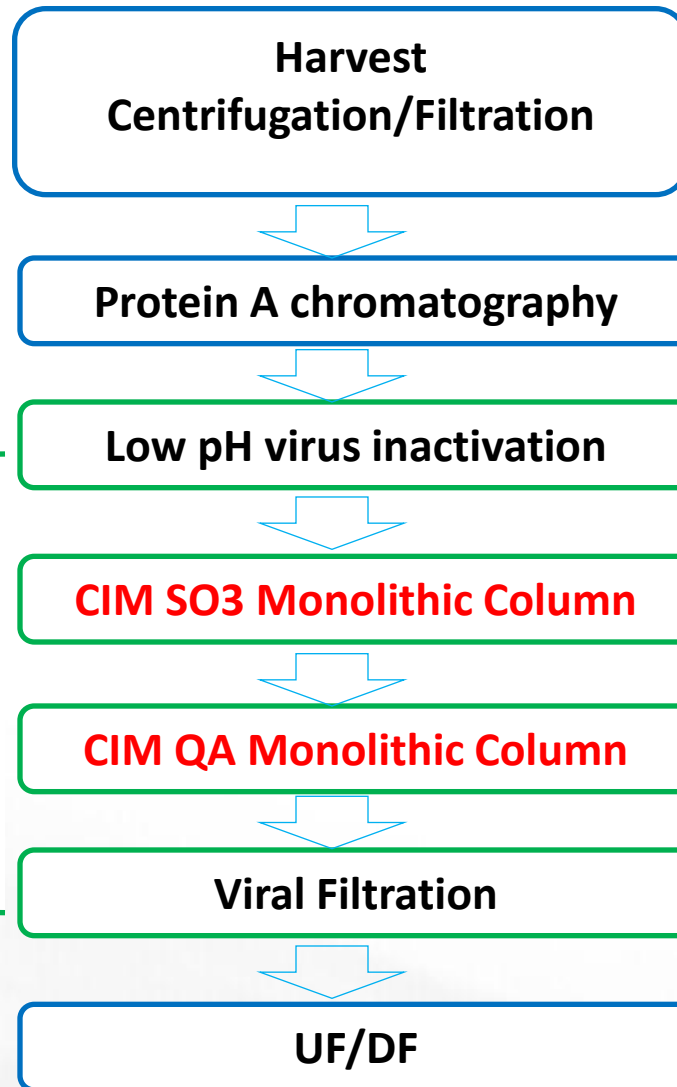 Harvest
Centrifugation/Filtration
Protein A chromatography
Low pH virus inactivation
CIM SO3 Monolithic Column
CIM QA Monolithic Column
Viral Filtration
UF/DF